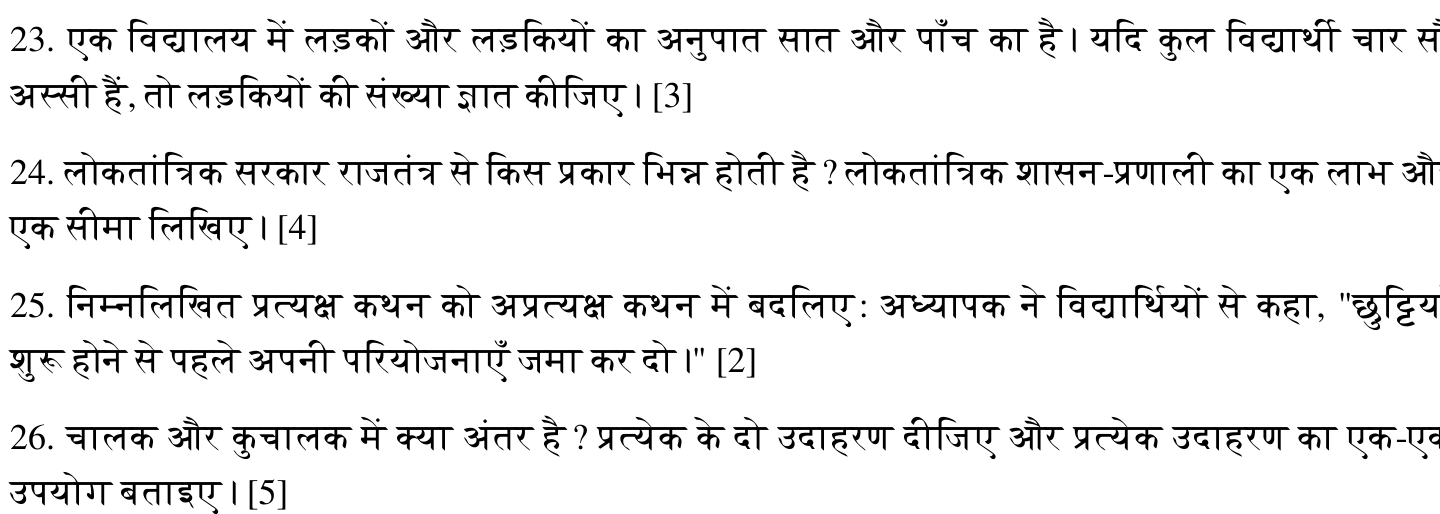 23. एक विद्यालय में लड़कों और लड़कियों का अनुपात सात और पाँच का है। यदि कुल विद्यार्थी चार सौ
अस्सी हैं, तो लड़कियों की संख्या ज्ञात कीजिए। [3]
24. लोकतांत्रिक सरकार राजतंत्र से किस प्रकार भिन्न होती है? लोकतांत्रिक शासन-प्रणाली का एक लाभ और
एक सीमा लिखिए। [4]
25. निम्नलिखित प्रत्यक्ष कथन को अप्रत्यक्ष कथन में बदलिए: अध्यापक ने विद्यार्थियों से कहा, "छुट्टियाँ
शुरू होने से पहले अपनी परियोजनाएँ जमा कर दो।" [2]
26. चालक और कुचालक में क्या अंतर है? प्रत्येक के दो उदाहरण दीजिए और प्रत्येक उदाहरण का एक-एक
उपयोग बताइए। [5]